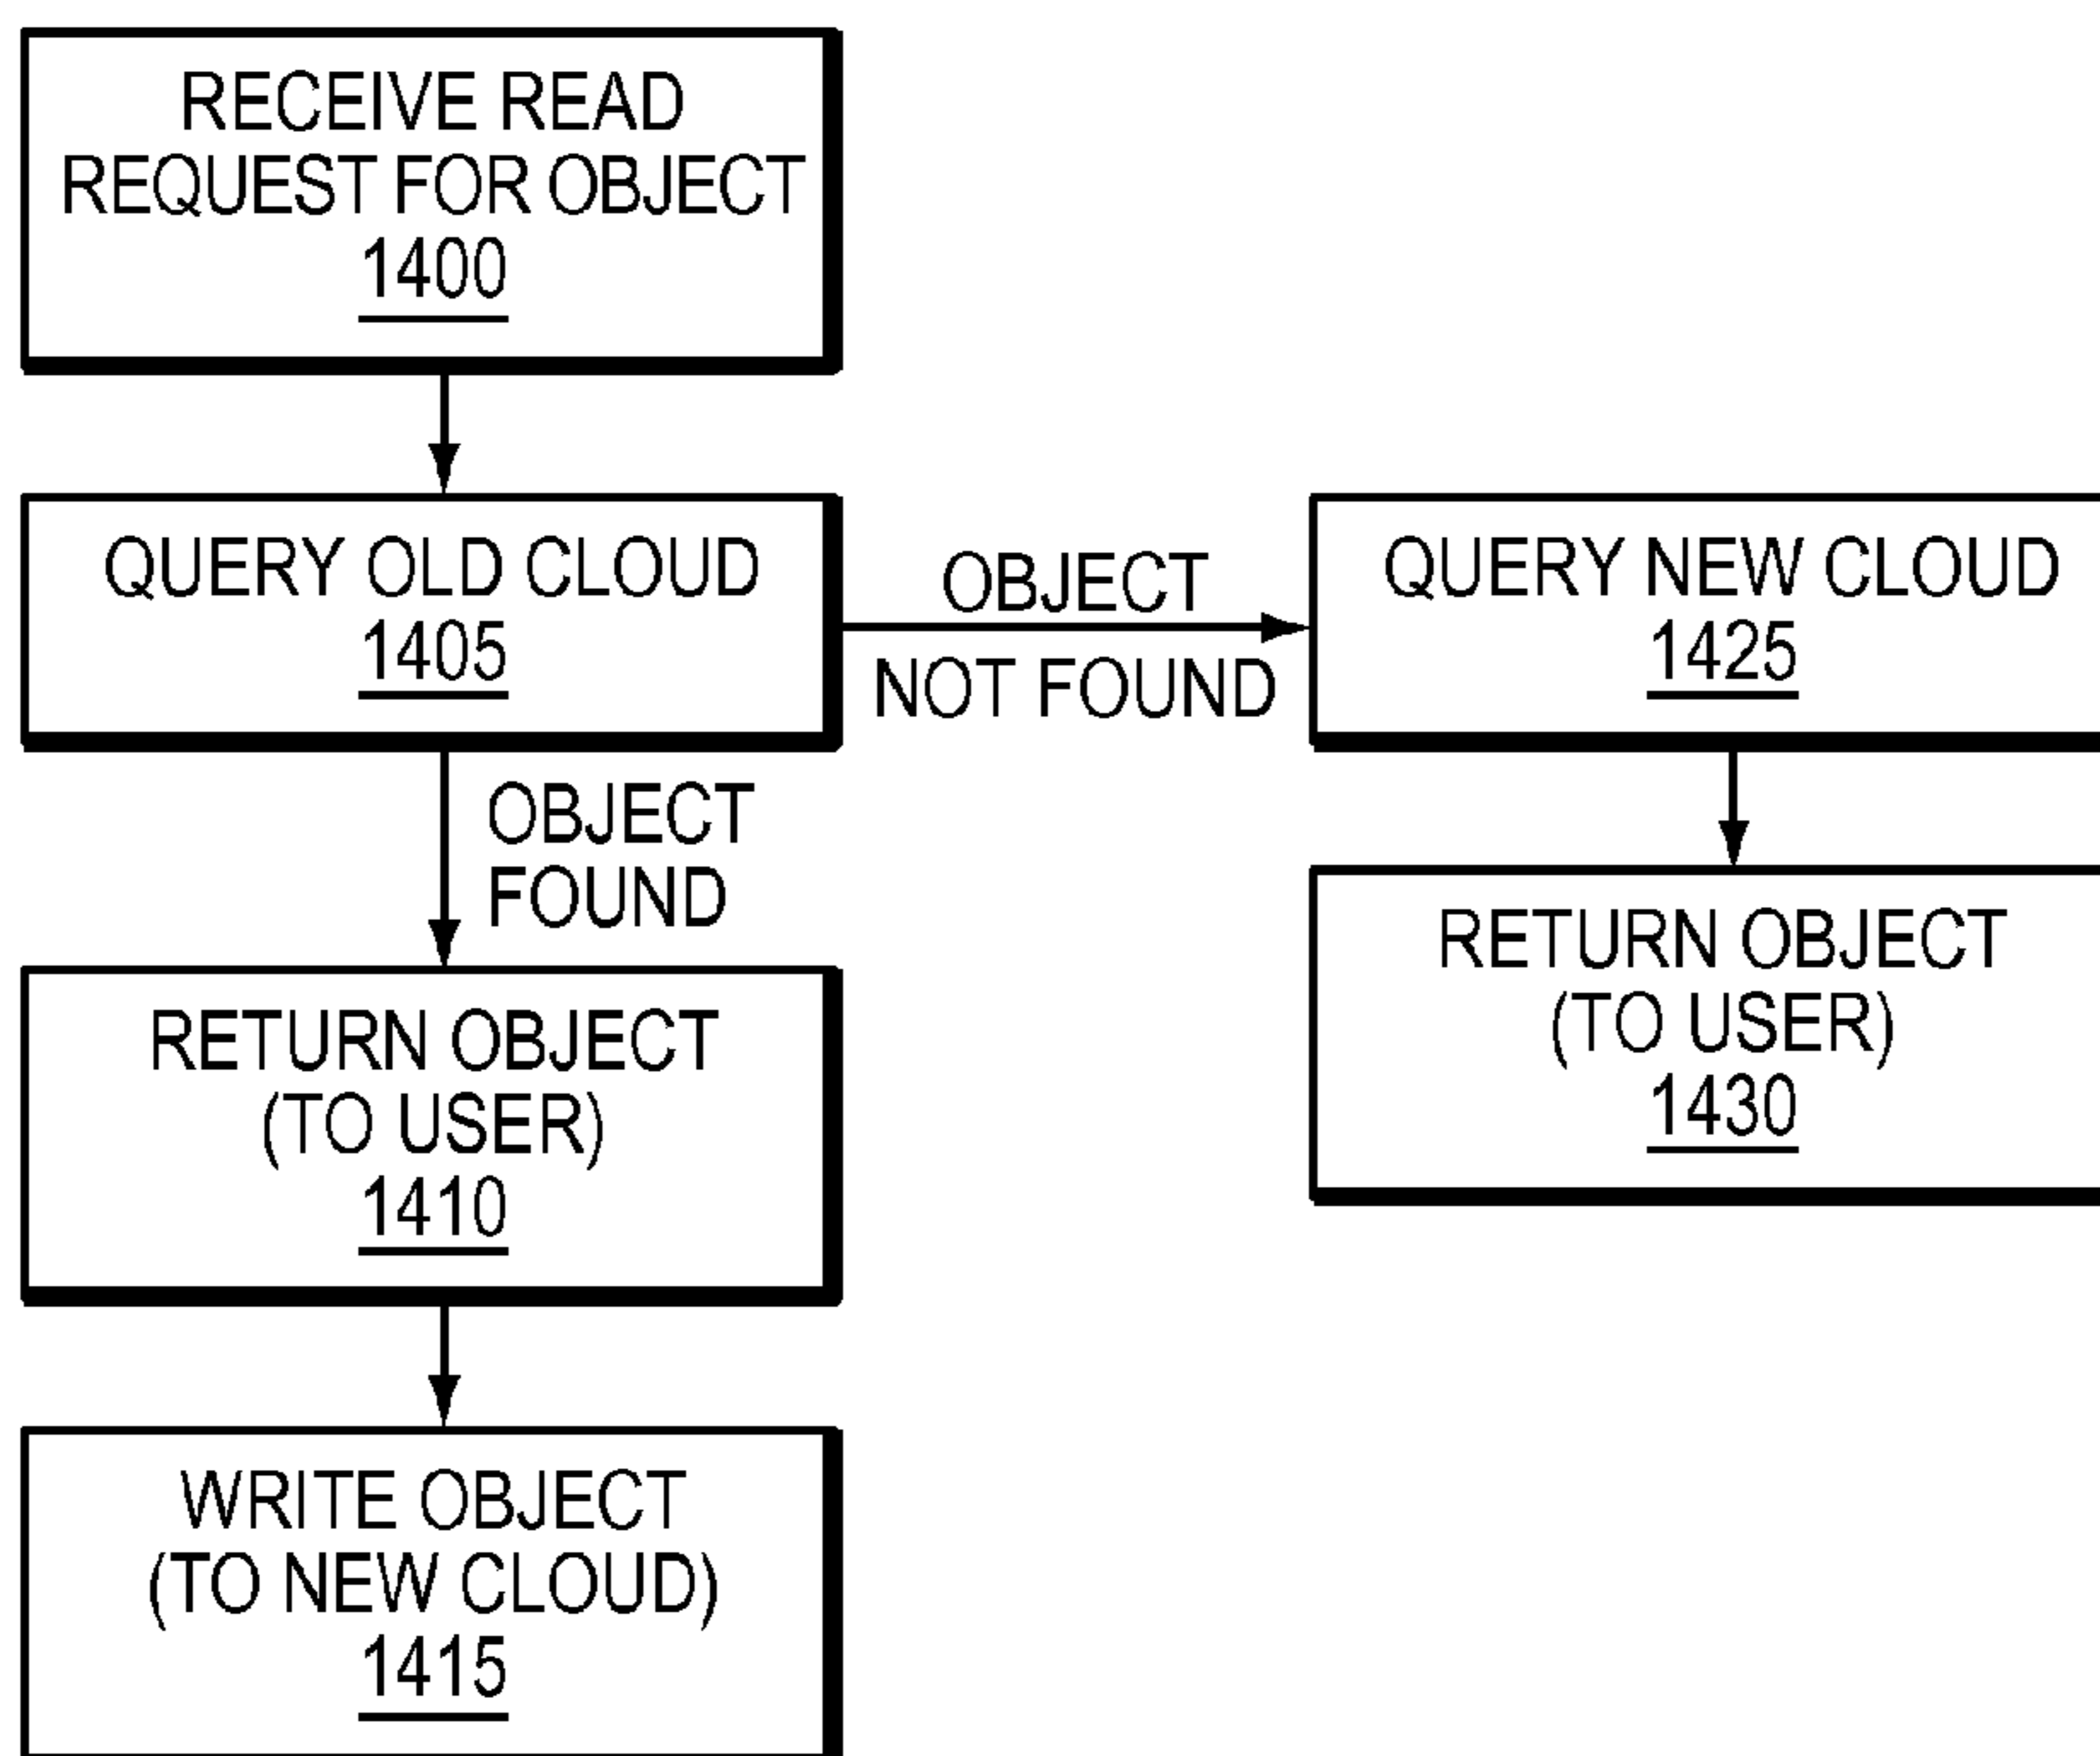 RECEIVE READ
REQUEST FOR OBJECT
1400
QUERY OLD CLOUD
1405
OBJECT
NOT FOUND
QUERY NEW CLOUD
1425
OBJECT
FOUND
RETURN OBJECT
(TO USER)
1410
RETURN OBJECT
(TO USER)
1430
WRITE OBJECT
(TO NEW CLOUD)
1415